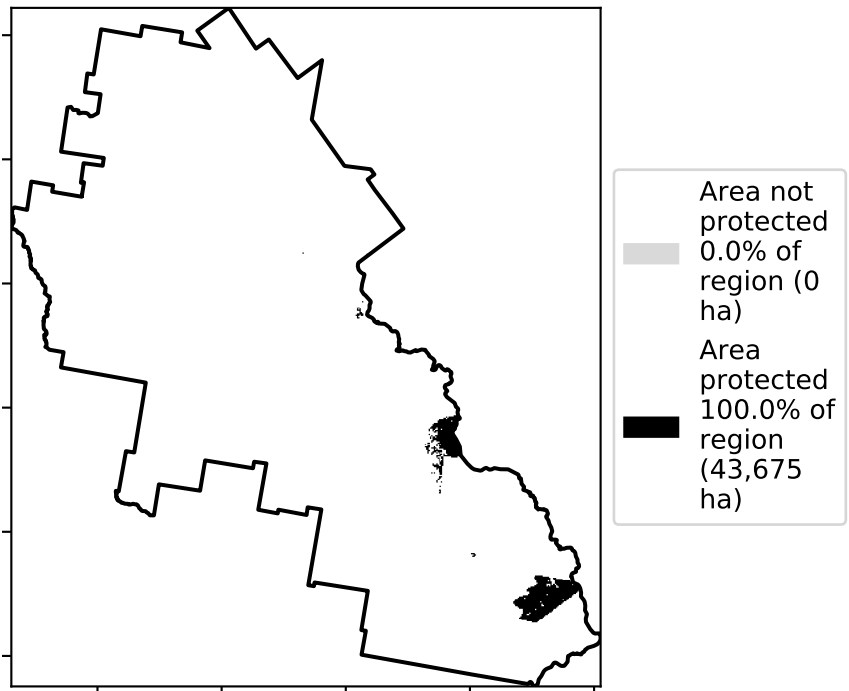 Area not
protected
0.0% of
region (0
ha)
Area
protected
100.0% of
region
(43,675
ha)